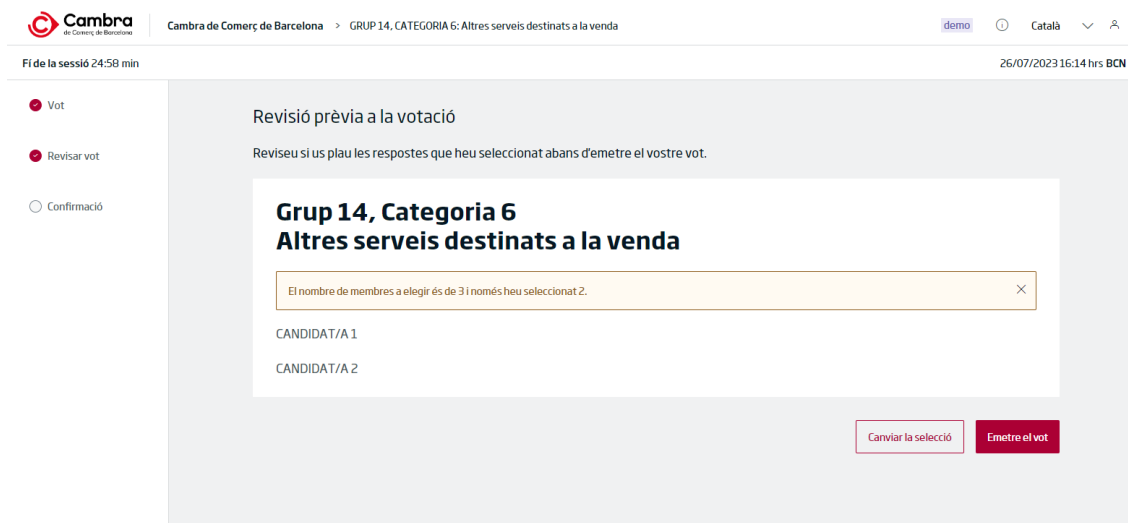 Cambra
de Comerç de Barcelona
Cambra de Comerç de Barcelona > GRUP 14, CATEGORIA 6: Altres serveis destinats a la venda
demo
Català
Fí de la sessió 24:58 min
26/07/2023 16:14 hrs BCN
Vot
Revisar vot
Confirmació
Revisió prèvia a la votació
Reviseu si us plau les respostes que heu seleccionat abans d'emetre el vostre vot.
Grup 14, Categoria 6
Altres serveis destinats a la venda
El nombre de membres a elegir és de 3 i només heu seleccionat 2.
CANDIDAT/A 1
CANDIDAT/A 2
Canviar la selecció
Emetre el vot